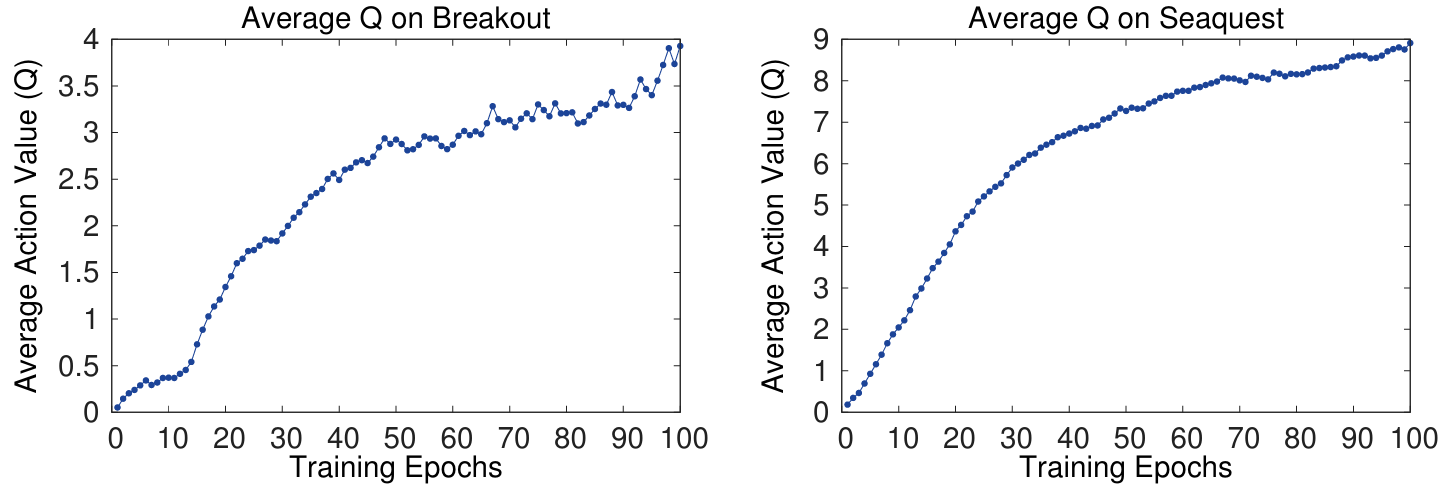 Average Q on Breakout
Average Action Value (Q)
4
3.5
3
2.5
2
1.5
1
0.5
0
0 10 20 30 40 50 60 70 80 90 100
Training Epochs
Average Q on Seaquest
Average Action Value (Q)
9
8
7
6
5
4
3
2
1
0
0 10 20 30 40 50 60 70 80 90 100
Training Epochs